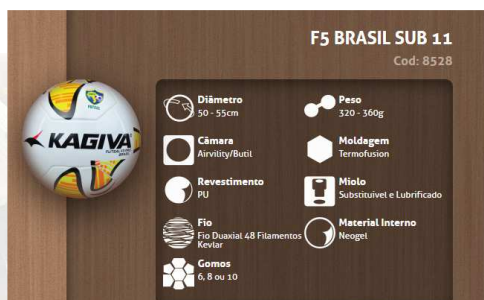 F5 BRASIL SUB 11
Cod: 8528
KAGIVA
Diâmetro
50 - 55cm
Peso
320 - 360g
Câmara
Airvility/Butil
Moldagem
Termofusion
Revestimento
PU
Miolo
Substituivel e Lubrificado
Fio
Fio Duaxial 48 Filamentos
Kevlar
Material Interno
Neogel
Gomos
6, 8 ou 10